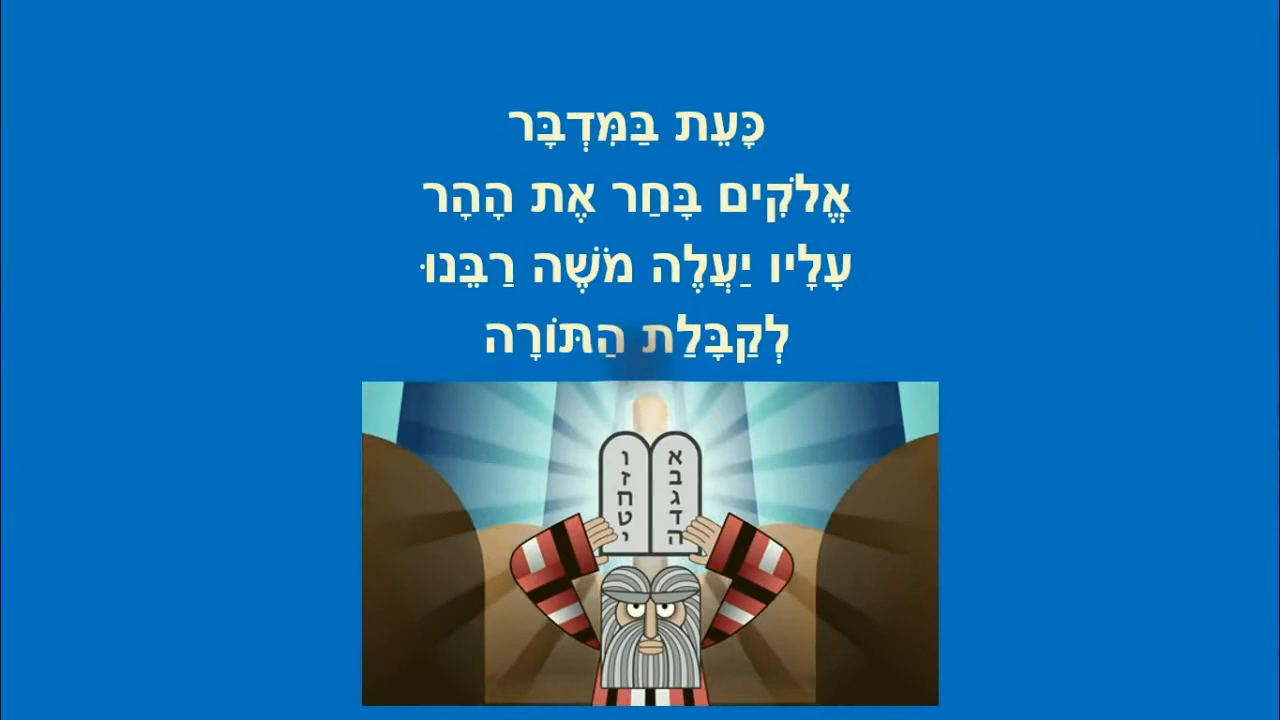 כָּעֵת בַּמִּדְבָּר
אֱלֹקִים בָּחַר אֶת הָהָר
עָלָיו יַעֲלֶה מֹשֶׁה רַבֵּנוּ
לְקַבָּלַת הַתּוֹרָה
א
ב
ג
ד
ה
ו
ז
ח
ט
י